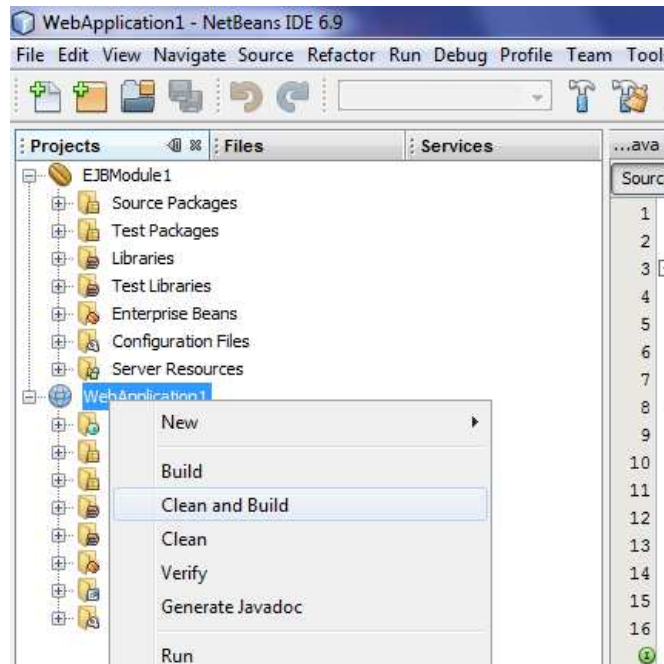 WebApplication1 - NetBeans IDE 6.9
File Edit View Navigate Source Refactor Run Debug Profile Team Tool
Projects Files Services ...ava
EJBModule1
Sourc
Source Packages
Test Packages
Libraries
Test Libraries
Enterprise Beans
Configuration Files
Server Resources
WebApplication1
New
Build
Clean and Build
Clean
Verify
Generate Javadoc
Run
1
2
3
4
5
6
7
8
9
10
11
12
13
14
15
16